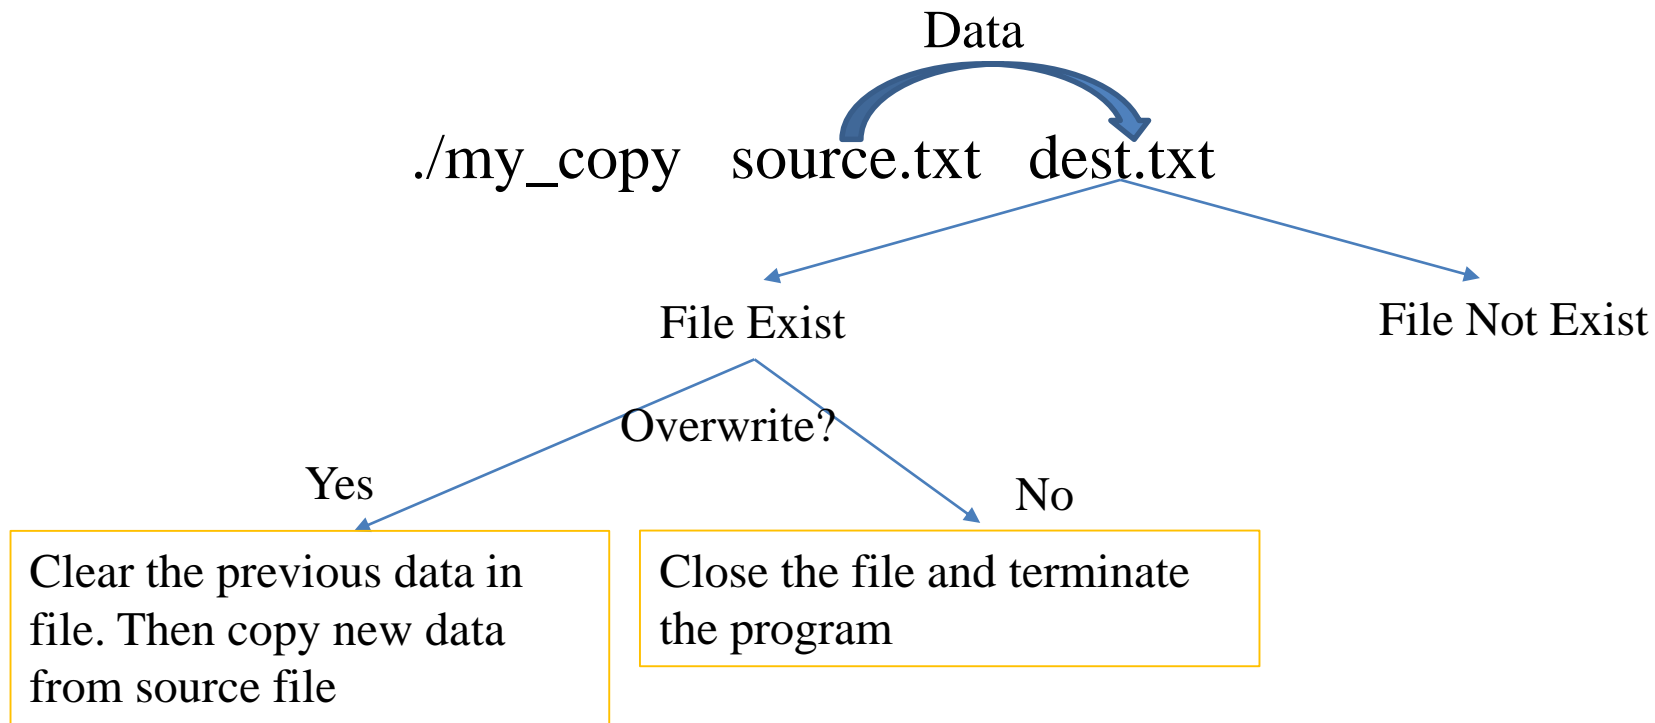 Data
./my_copy source.txt dest.txt
File Exist
File Not Exist
Overwrite?
Yes
No
Clear the previous data in
file. Then copy new data
from source file
Close the file and terminate
the program